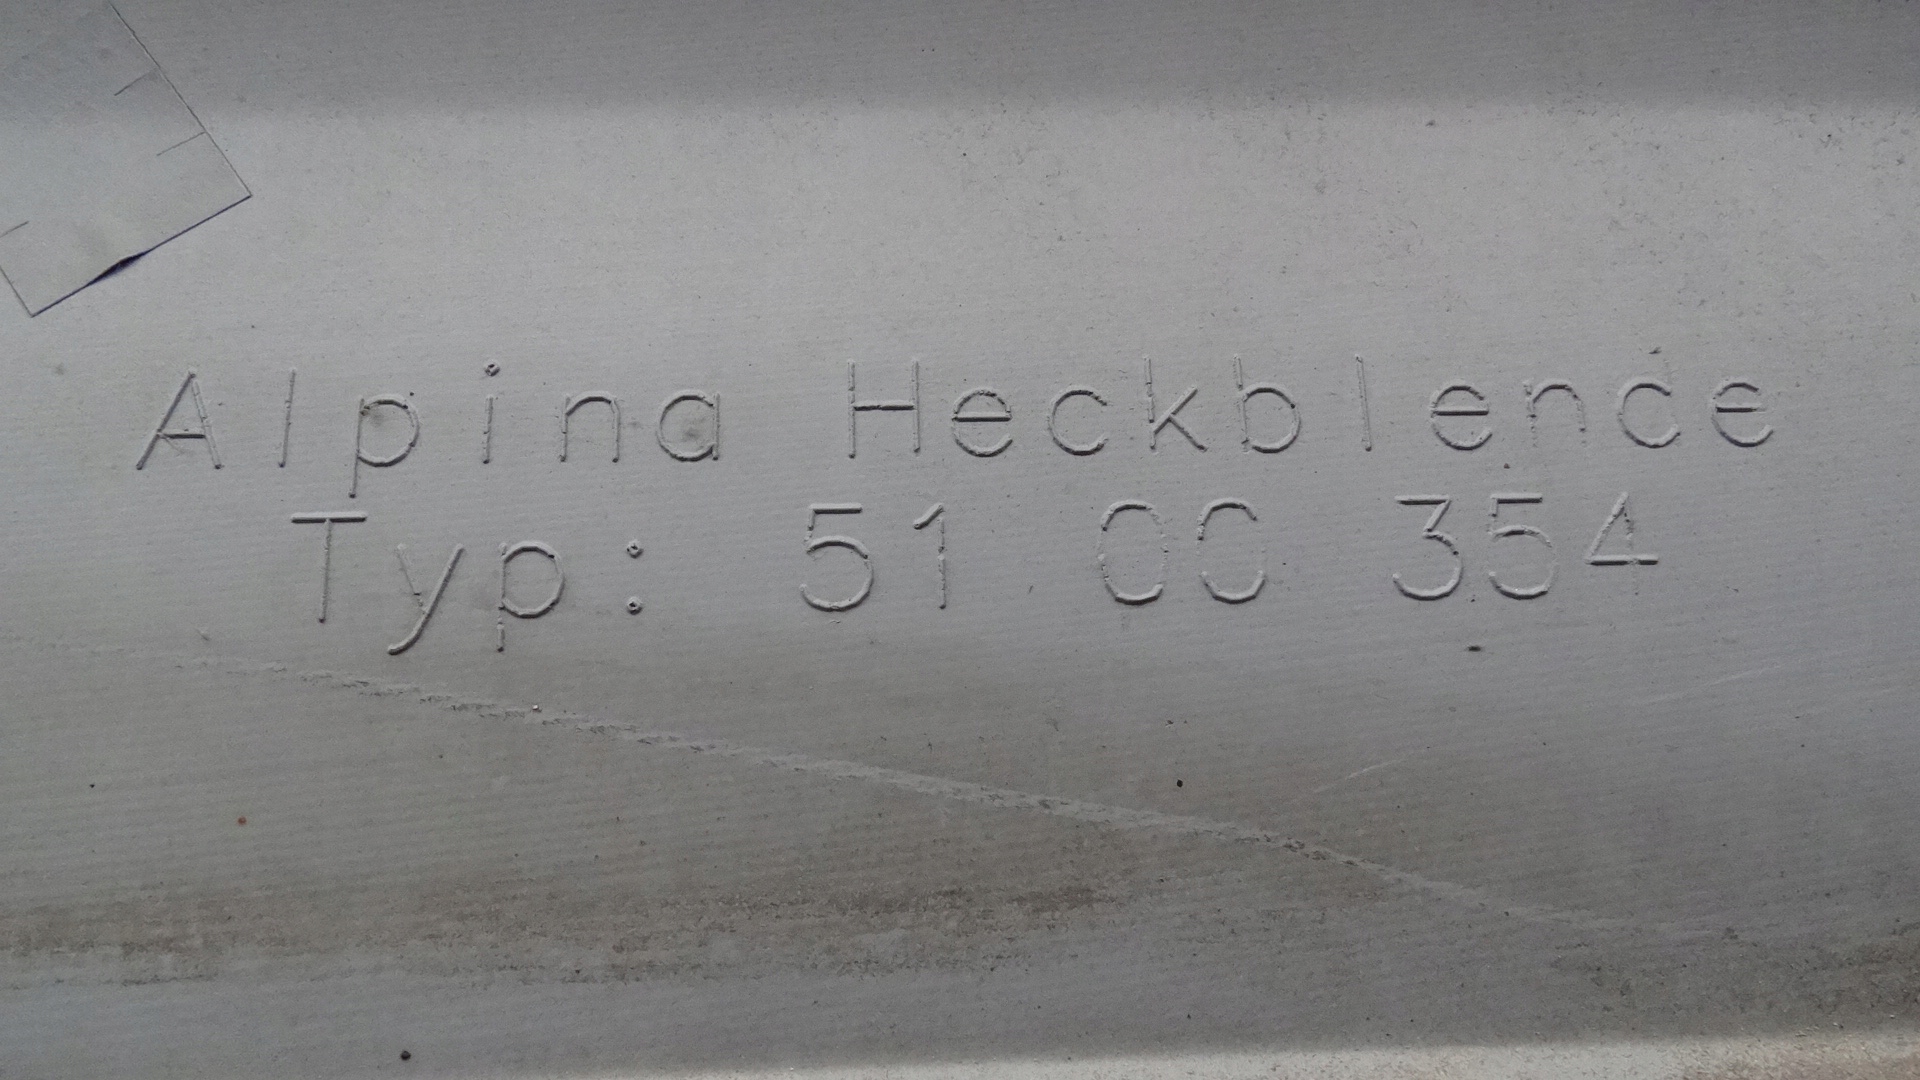 Alpina Heckblende
Typ: 51 00 354